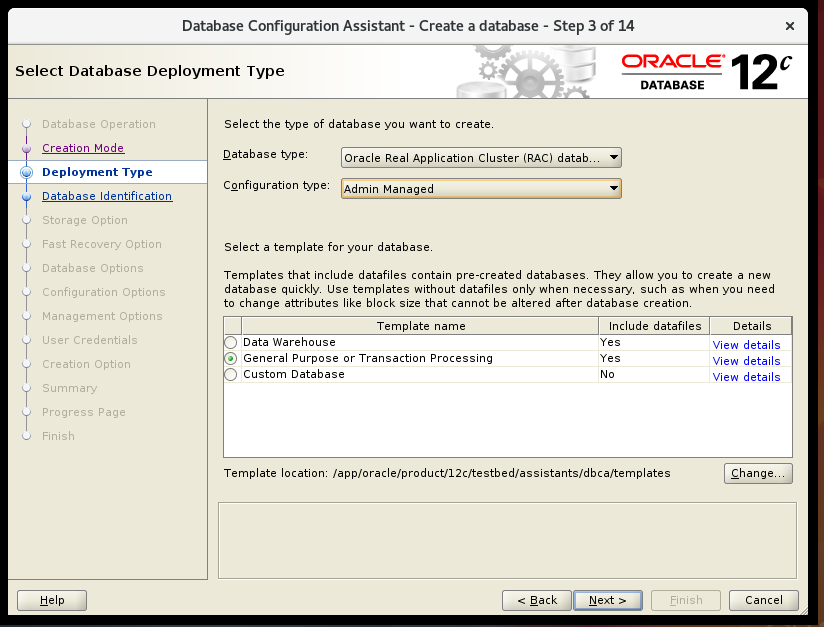 Database Configuration Assistant - Create a database - Step 3 of 14
×
Select Database Deployment Type
ORACLE®
DATABASE
12c
Database Operation
Creation Mode
Deployment Type
Database Identification
Storage Option
Fast Recovery Option
Database Options
Configuration Options
Management Options
User Credentials
Creation Option
Summary
Progress Page
Finish
Select the type of database you want to create.
Database type: Oracle Real Application Cluster (RAC) datab...
Configuration type: Admin Managed
Select a template for your database.
Templates that include datafiles contain pre-created databases. They allow you to create a new
database quickly. Use templates without datafiles only when necessary, such as when you need
to change attributes like block size that cannot be altered after database creation.
Template name Include datafiles Details
Data Warehouse Yes View details
General Purpose or Transaction Processing Yes View details
Custom Database No View details
Template location: /app/oracle/product/12c/testbed/assistants/dbca/templates Change...
Help < Back Next > Finish Cancel